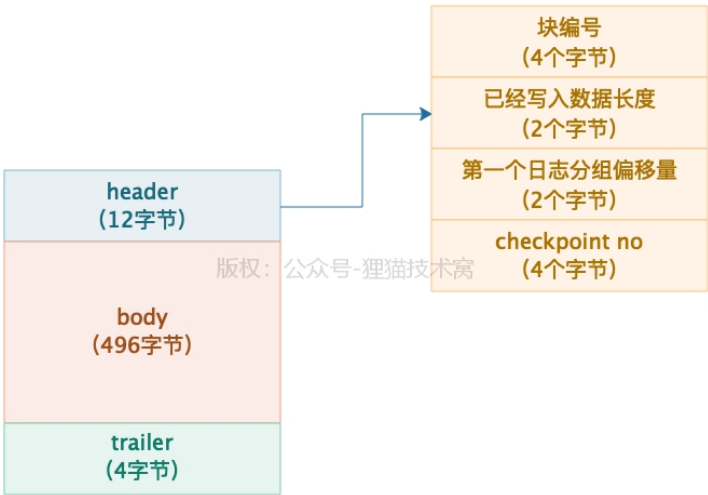 块编号
（4个字节）
已经写入数据长度
（2个字节）
第一个日志分组偏移量
（2个字节）
checkpoint no
（4个字节）
header
（12字节）
版权：公众号-狸猫技术窝
body
（496字节）
trailer
（4字节）